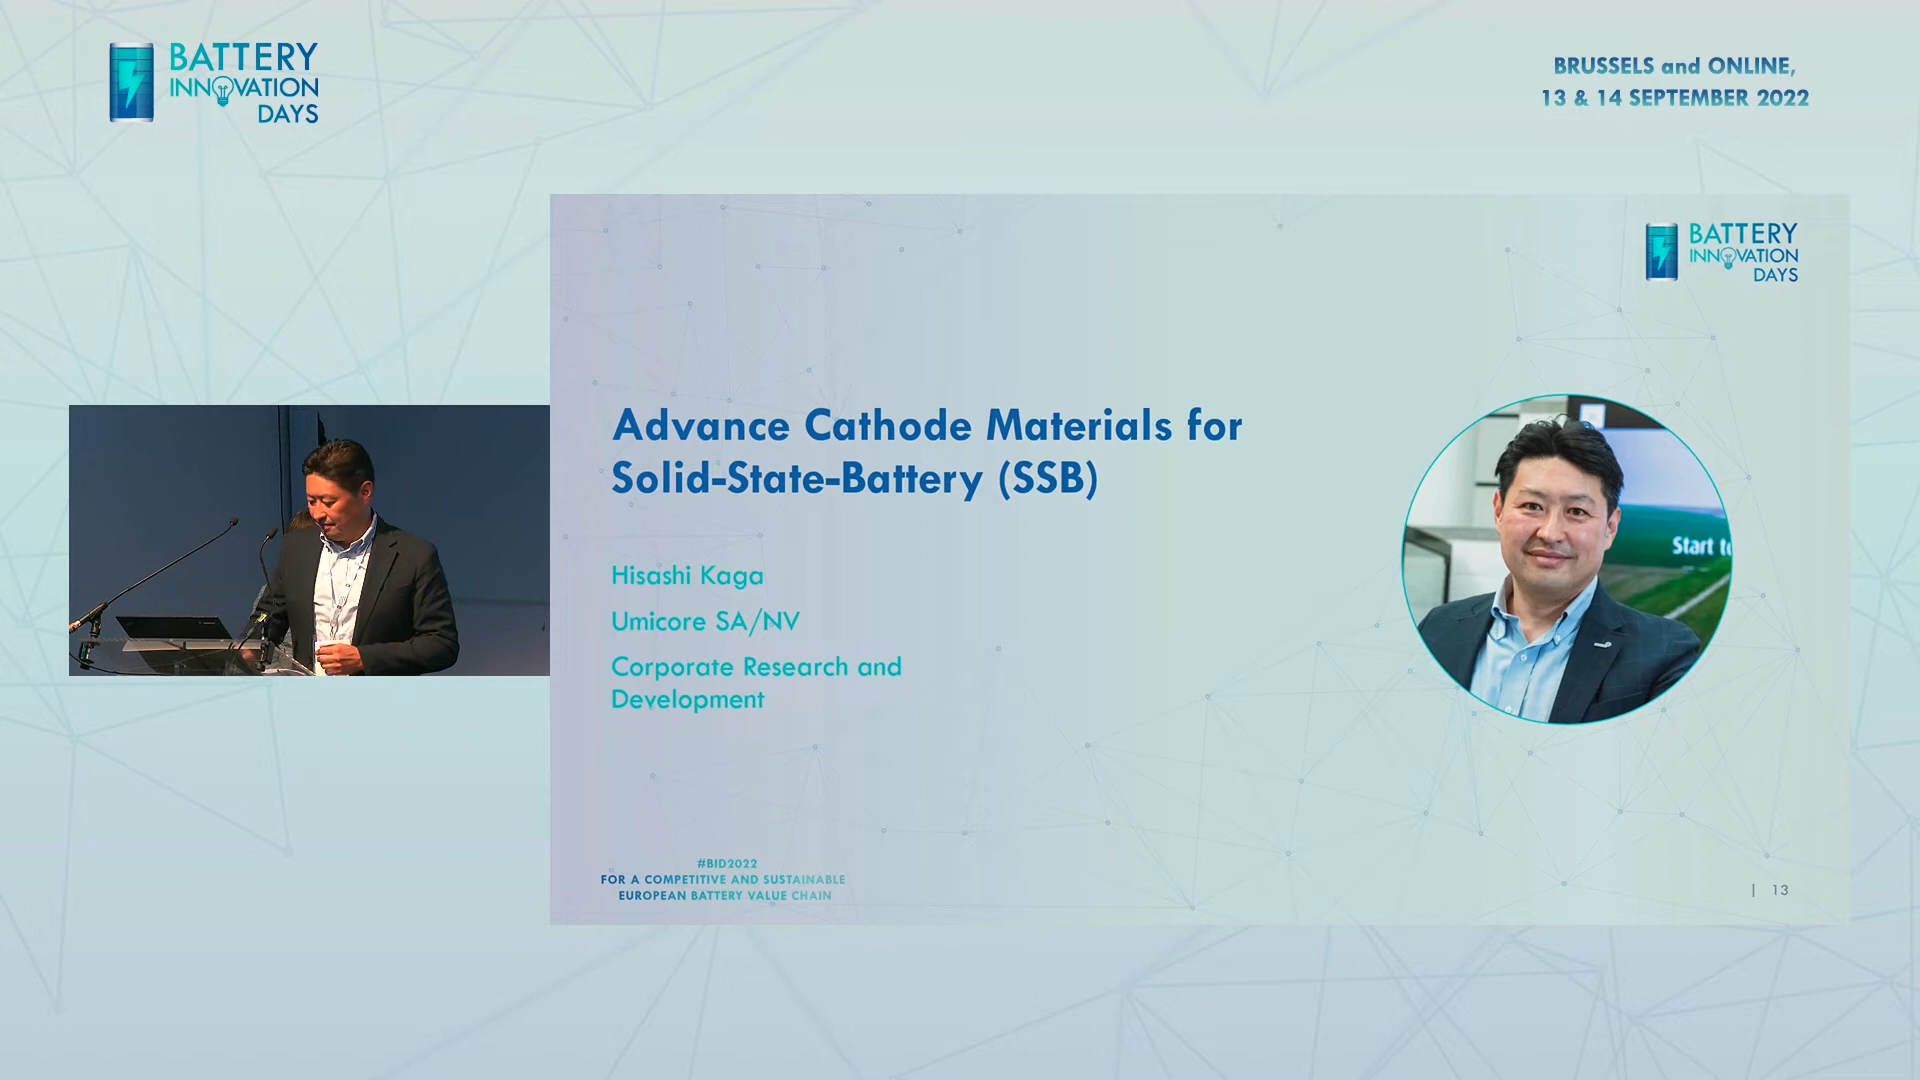 BATTERY
INNOVATION
DAYS
BRUSSELS and ONLINE,
13 & 14 SEPTEMBER 2022
BATTERY
INNOVATION
DAYS
Advance Cathode Materials for
Solid-State-Battery (SSB)
Hisashi Kaga
Umicore SA/NV
Corporate Research and
Development
Start to
#BID2022
FOR A COMPETITIVE AND SUSTAINABLE
EUROPEAN BATTERY VALUE CHAIN
| 13